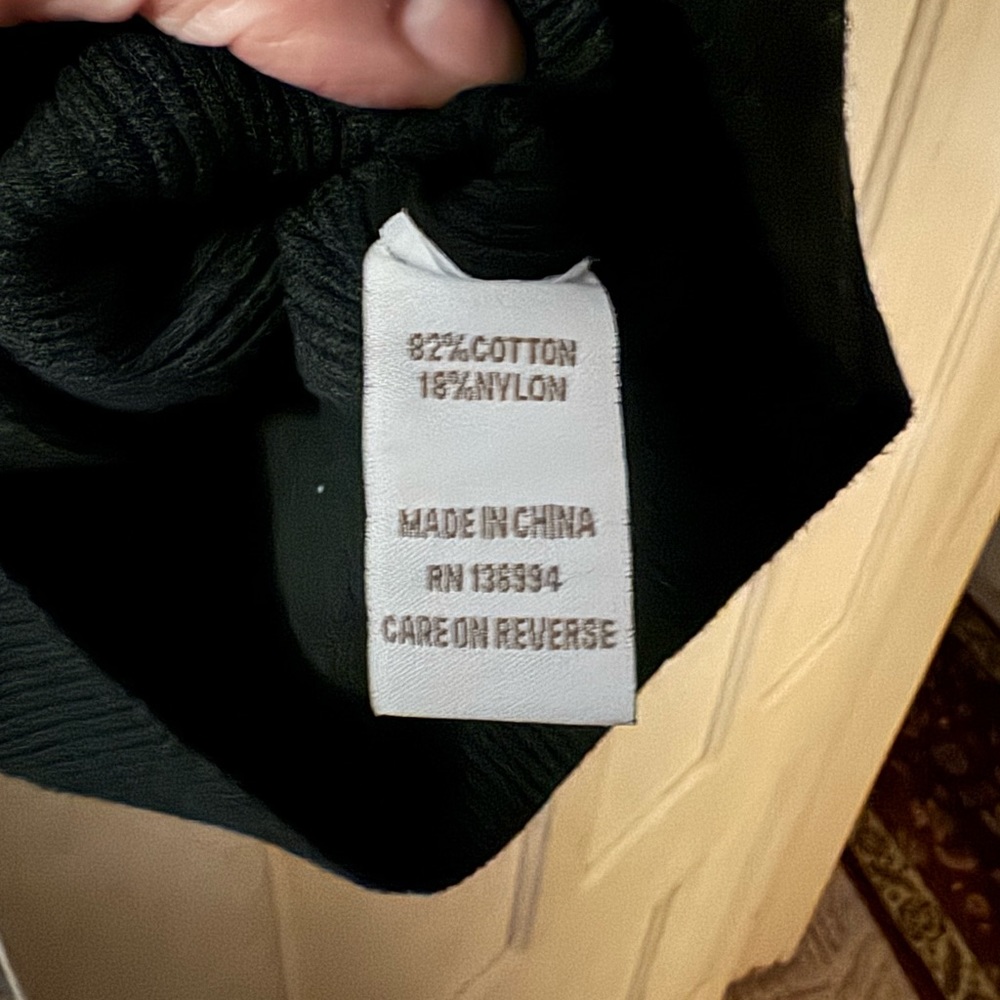 82%COTTON
18%NYLON
MADE IN CHINA
RN 136994
CARE ON REVERSE